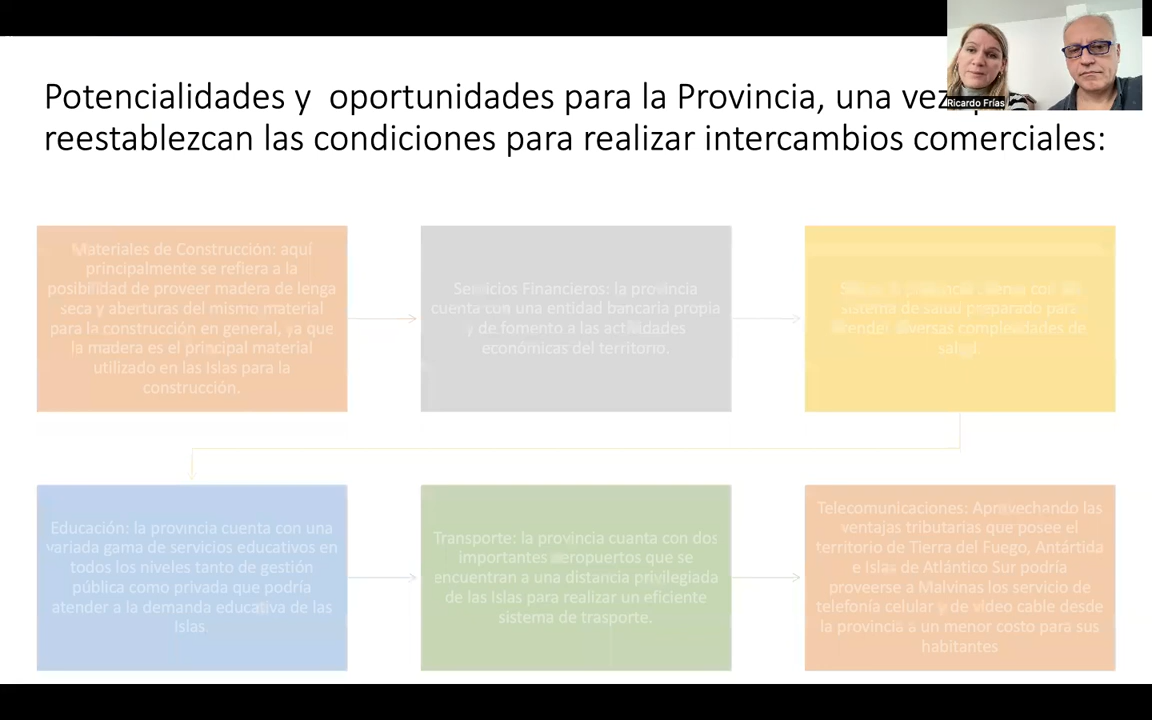 Potencialidades y oportunidades para la Provincia, una vez
reestablezcan las condiciones para realizar intercambios comerciales:
Ricardo Frías
Materiales de Construcción: aquí
principalmente se refiera a la
posibilidad de proveer madera de lenga
seca y aberturas del mismo material
para la construcción en general, ya que
la madera es el principal material
utilizado en las Islas para la
construcción.
Servicios Financieros: la provincia
cuenta con una entidad bancaria propia
y de fomento a las actividades
económicas del territorio.
sistema de salud preparado para
atender diversas complejidades de
salud.
Educación: la provincia cuenta con una
variada gama de servicios educativos en
todos los niveles tanto de gestión
pública como privada que podría
atender a la demanda educativa de las
Islas.
Transporte: la provincia cuenta con dos
importantes aeropuertos que se
encuentran a una distancia privilegiada
de las Islas para realizar un eficiente
sistema de trasporte.
Telecomunicaciones: Aprovechando las
ventajas tributarias que posee el
territorio de Tierra del Fuego, Antártida
e Islas de Atlántico Sur podría
proveerse a Malvinas los servicio de
telefonía celular y de video cable desde
la provincia a un menor costo para sus
habitantes